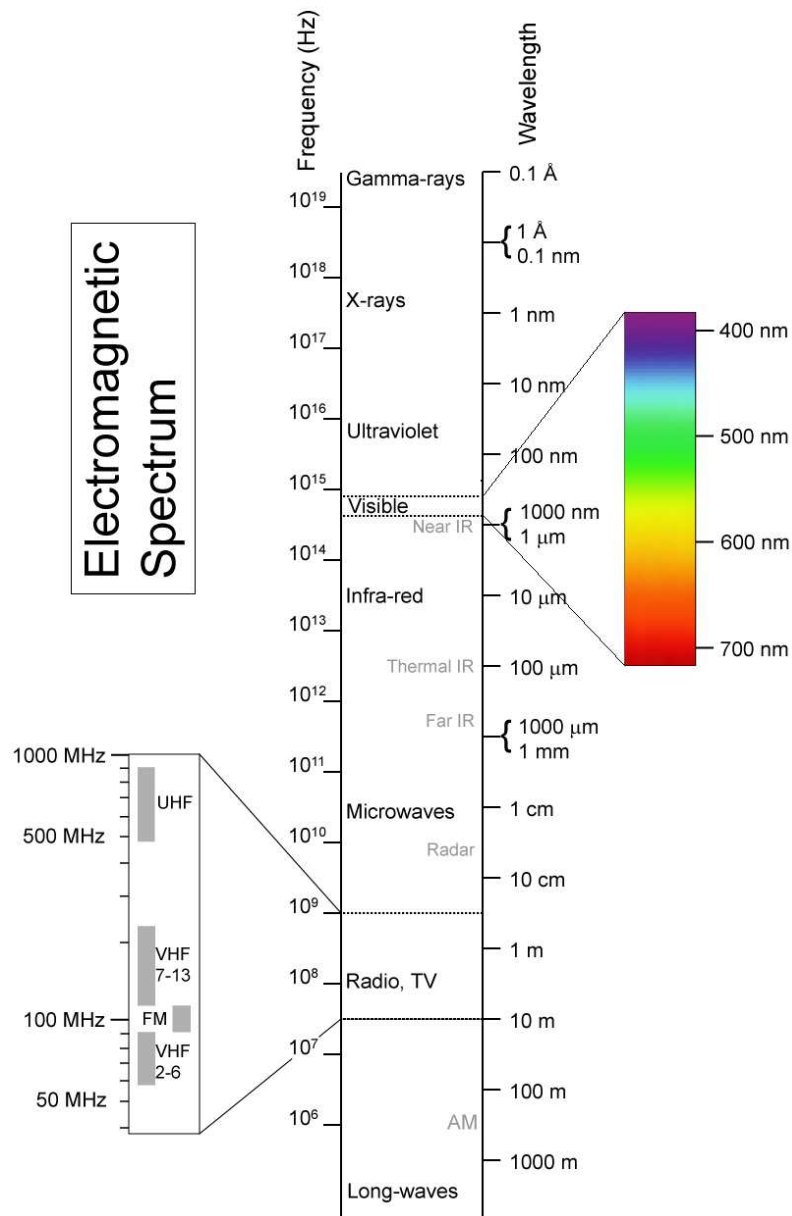 Electromagnetic
Spectrum
Frequency (Hz)
Wavelength
Gamma-rays
0.1 Å
10¹⁹
1 Å
0.1 nm
10¹⁸
X-rays
1 nm
10¹⁷
10 nm
10¹⁶
Ultraviolet
100 nm
10¹⁵
Visible
1000 nm
Near IR
1 μm
10¹⁴
Infra-red
10 μm
10¹³
Thermal IR
100 μm
10¹²
Far IR
1000 μm
1 mm
10¹¹
Microwaves
1 cm
10¹⁰
Radar
10 cm
10⁹
1 m
10⁸
Radio, TV
10 m
10⁷
100 m
10⁶
AM
1000 m
Long-waves
400 nm
500 nm
600 nm
700 nm
1000 MHz
UHF
500 MHz
VHF
7-13
FM
100 MHz
VHF
2-6
50 MHz